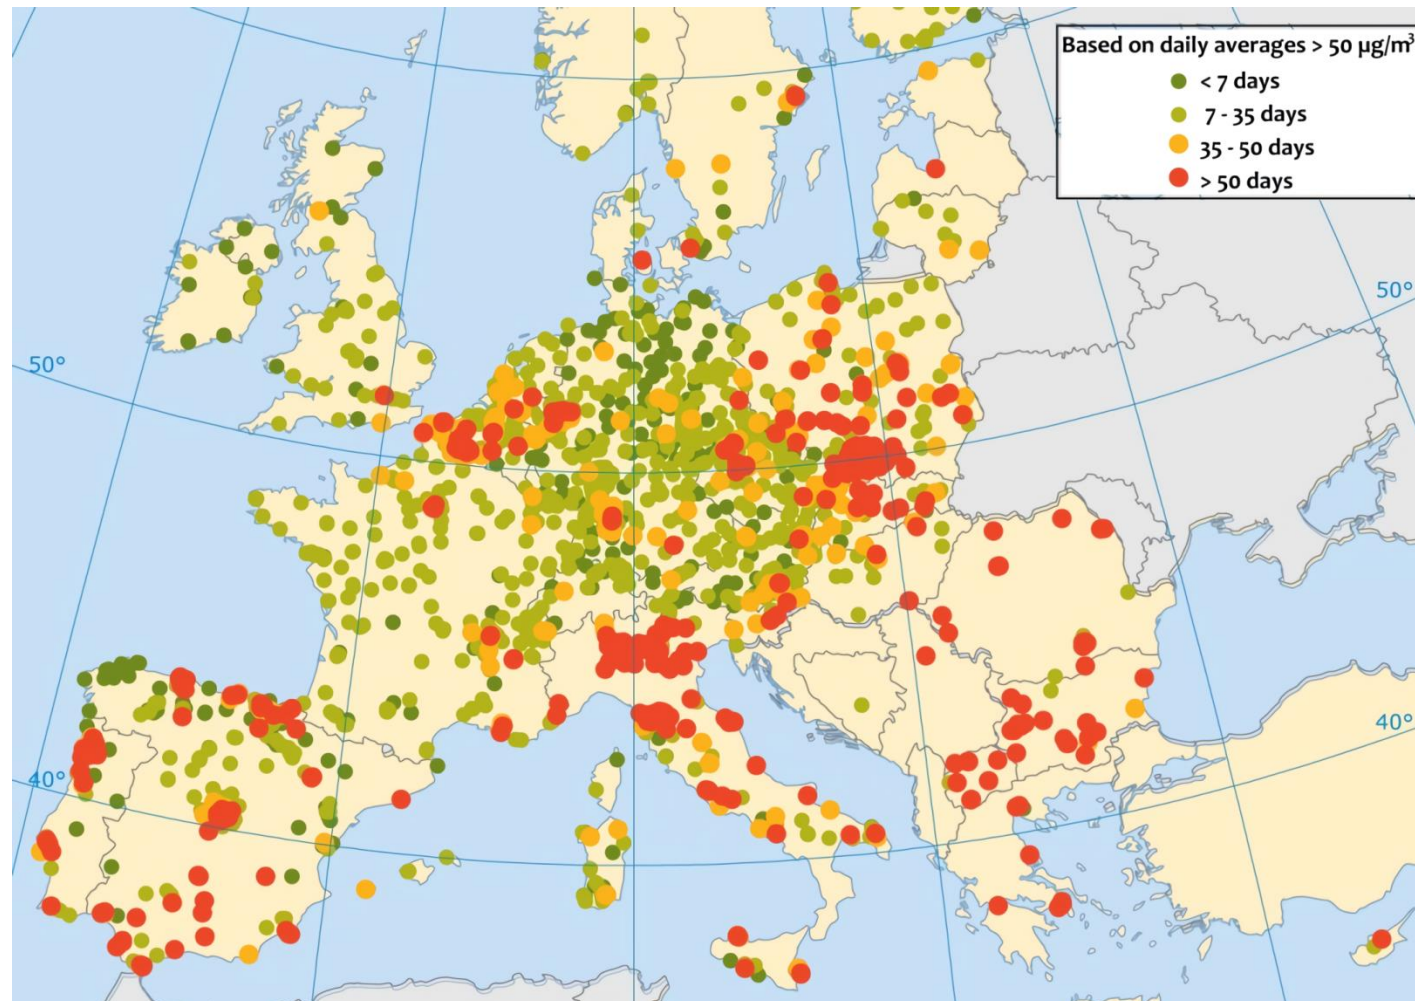 Based on daily averages > 50 µg/m³
< 7 days
7 - 35 days
35 - 50 days
> 50 days
50°
50°
40°
40°